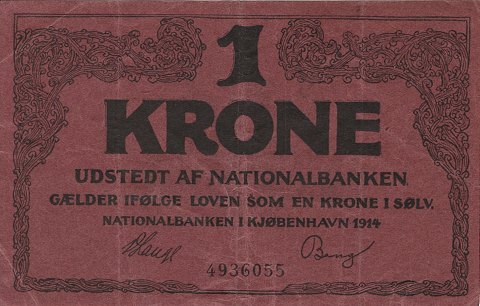 1
KRONE
UDSTEDT AF NATIONALBANKEN
GÆLDER IFØLGE LOVEN SOM EN KRONE I SØLV.
NATIONALBANKEN I KJØBENHAVN 1914
4936055